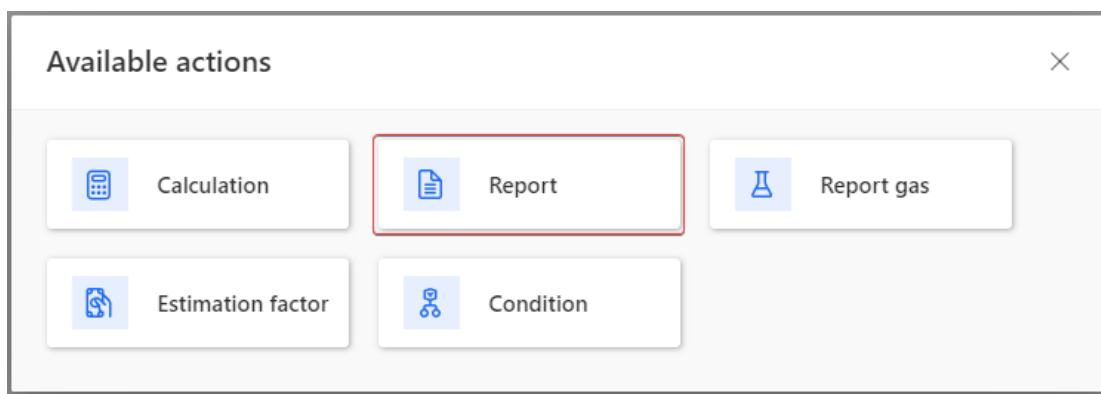 Available actions
Calculation
Report
Report gas
Estimation factor
Condition